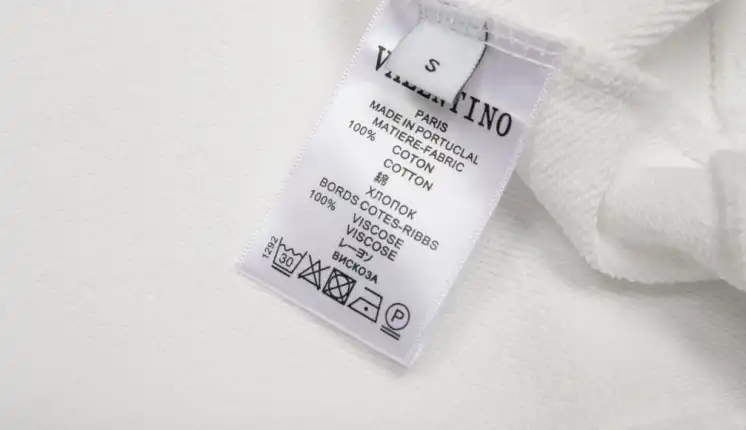 S
VALENTINO
PARIS
MADE IN PORTUCLAL
MATIERE-FABRIC
100% COTON
COTTON
綿
ХЛОПОК
BORDS COTES-RIBBS
100% VISCOSE
VISCOSE
レーヨン
ВИСКОЗА
1292
30
P